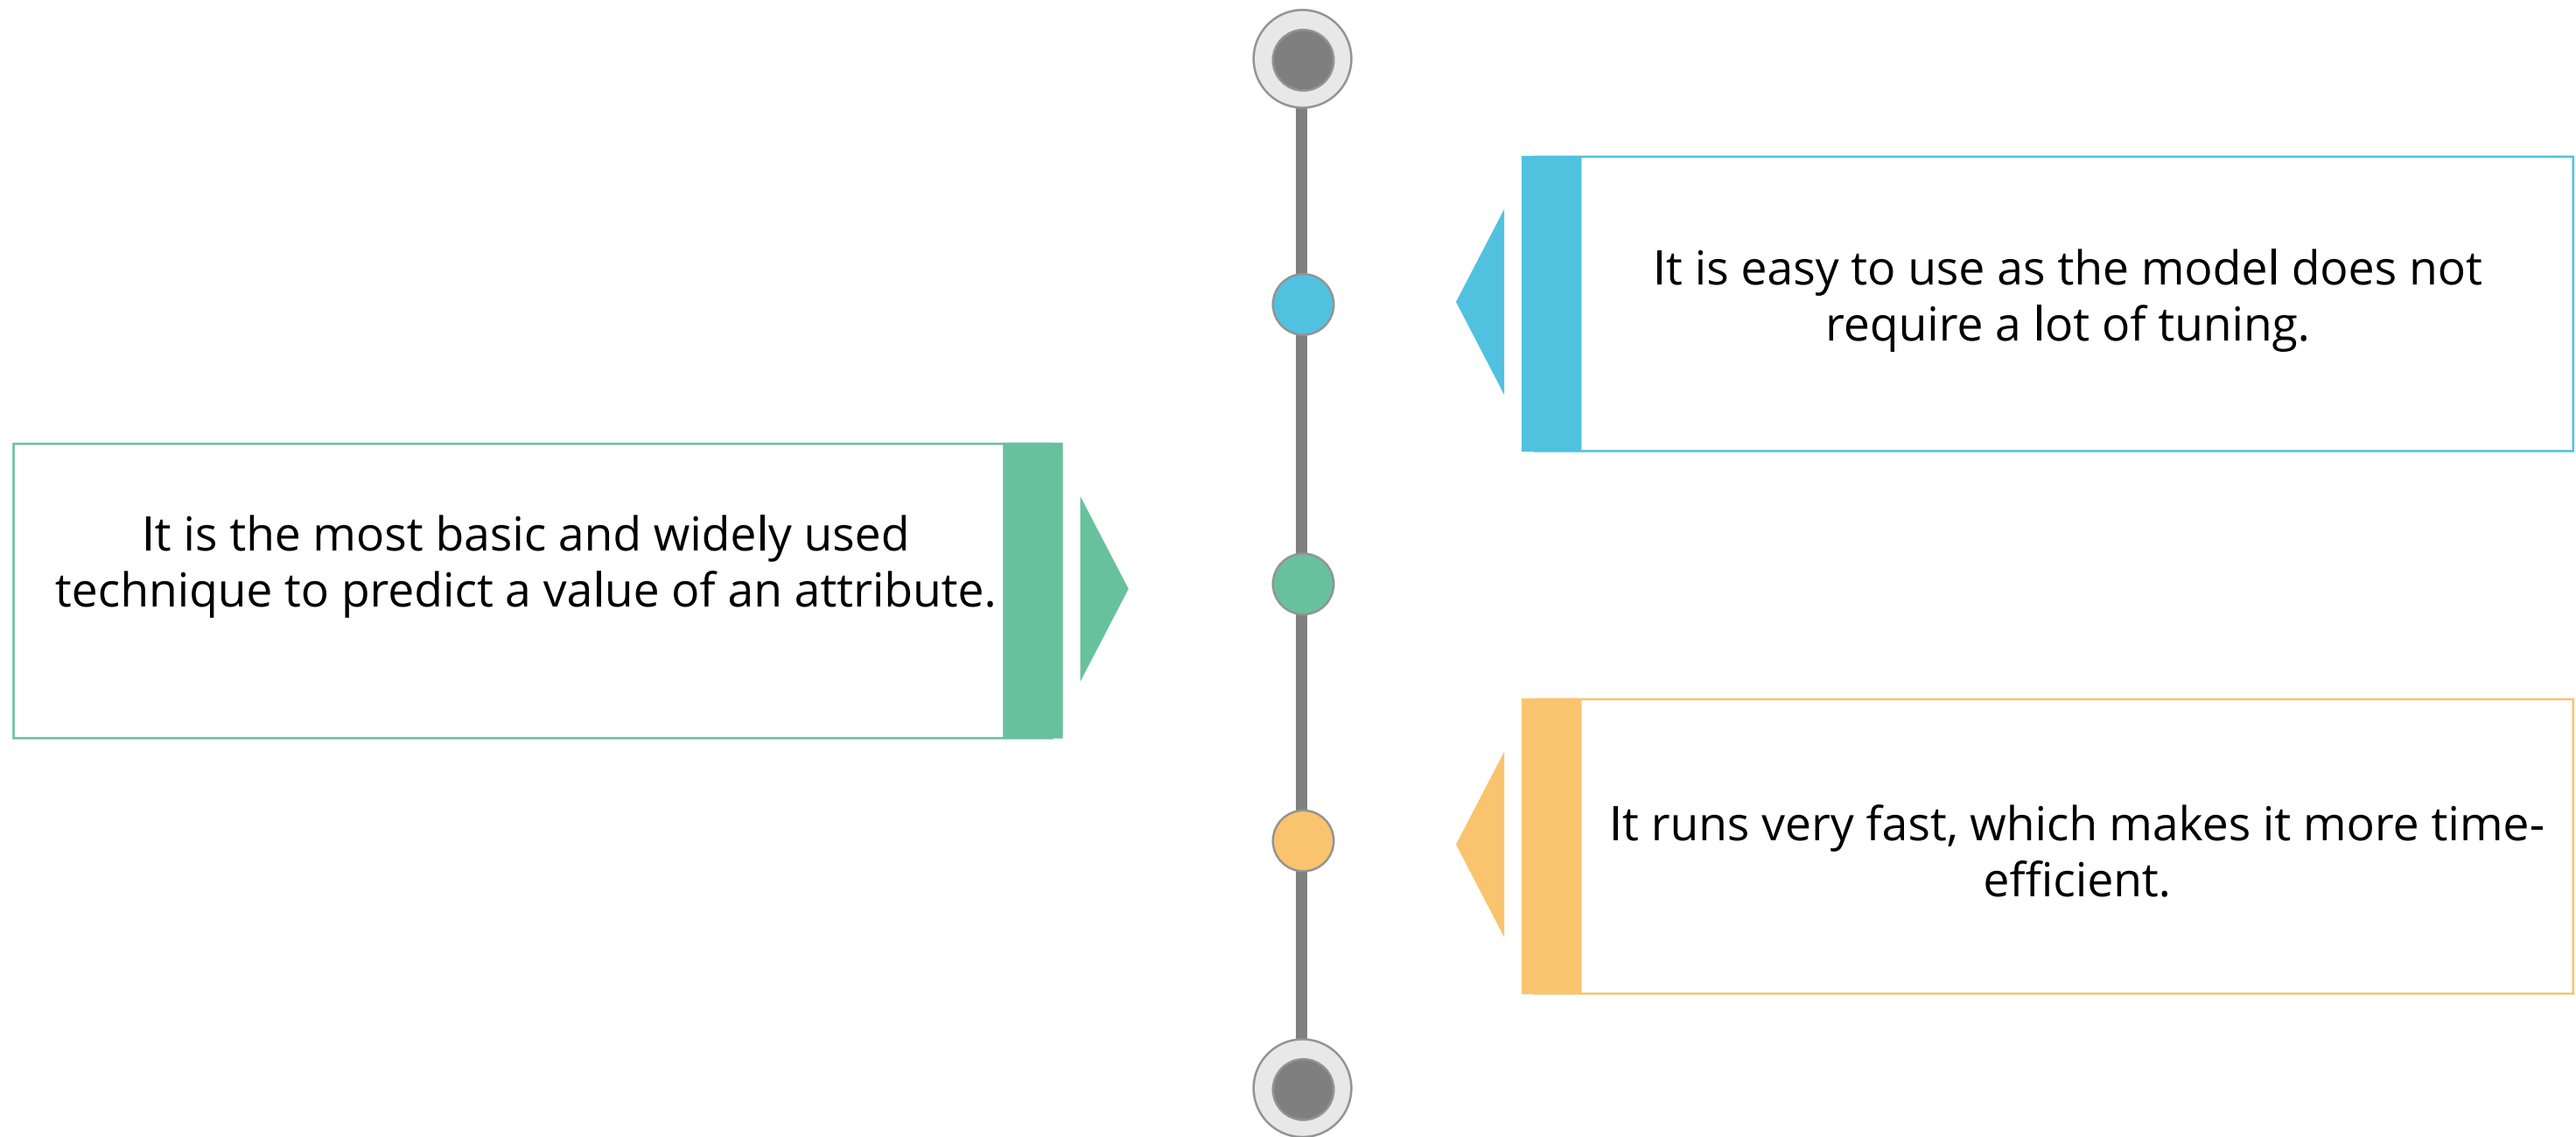 It is easy to use as the model does not
require a lot of tuning.
It is the most basic and widely used
technique to predict a value of an attribute.
It runs very fast, which makes it more time-
efficient.